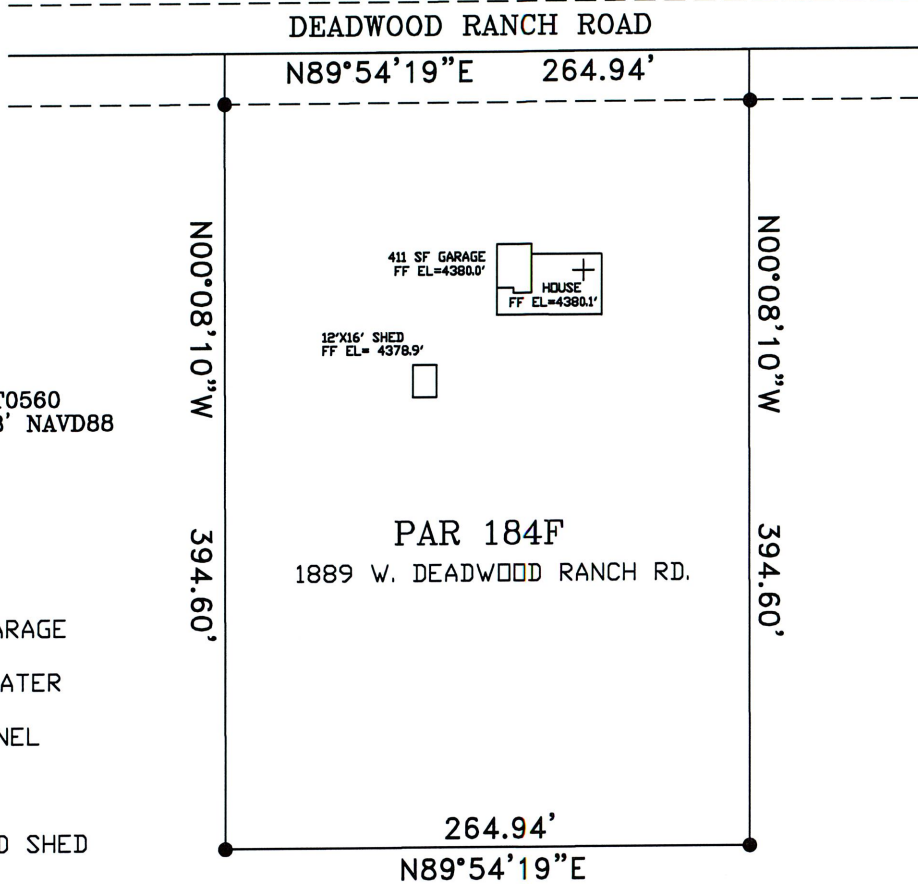 DEADWOOD RANCH ROAD
N89°54'19"E 264.94'
N00°08'10"W 394.60'
N00°08'10"W 394.60'
411 SF GARAGE
FF EL=4380.0'
HOUSE
FF EL=4380.1'
12'X16' SHED
FF EL= 4378.9'
T0560
' NAVD88
PAR 184F
1889 W. DEADWOOD RANCH RD.
ARAGE
ATER
NEL
D SHED
264.94'
N89°54'19"E